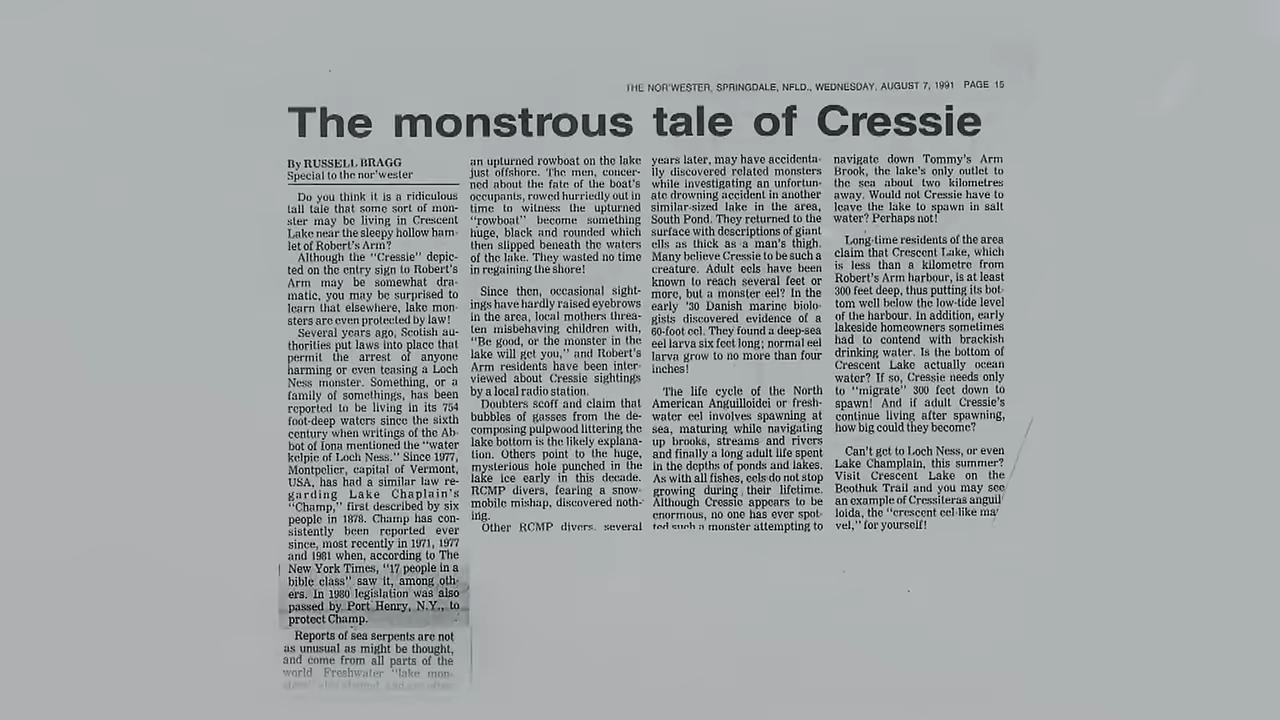 THE NOR'WESTER, SPRINGDALE, NFLD., WEDNESDAY, AUGUST 7, 1991 PAGE 15
The monstrous tale of Cressie
By RUSSELL BRAGG
Special to the nor'wester
Do you think it is a ridiculous
tall tale that some sort of mon-
ster may be living in Crescent
Lake near the sleepy hollow ham-
let of Robert's Arm?
Although the "Cressie" depic-
ted on the entry sign to Robert's
Arm may be somewhat dra-
matic, you may be surprised to
learn that elsewhere, lake mon-
sters are even protected by law!
Several years ago, Scotish au-
thorities put laws into place that
permit the arrest of anyone
harming or even teasing a Loch
Ness monster. Something, or a
family of somethings, has been
reported to be living in its 754
foot-deep waters since the sixth
century when writings of the Ab-
bot of Iona mentioned the "water
kelpie of Loch Ness." Since 1977,
Montpelier, capital of Vermont,
USA, has had a similar law re-
garding Lake Chaplain's
"Champ," first described by six
people in 1878. Champ has con-
sistently been reported ever
since, most recently in 1971, 1977
and 1981 when, according to The
New York Times, "17 people in a
bible class" saw it, among oth-
ers. In 1980 legislation was also
passed by Port Henry, N.Y., to
protect Champ.
Reports of sea serpents are not
as unusual as might be thought,
and come from all parts of the
world Freshwater "lake mon-
an upturned rowboat on the lake
just offshore. The men, concer-
ned about the fate of the boat's
occupants, rowed hurriedly out in
time to witness the upturned
"rowboat" become something
huge, black and rounded which
then slipped beneath the waters
of the lake. They wasted no time
in regaining the shore!
Since then, occasional sight-
ings have hardly raised eyebrows
in the area, local mothers threa-
ten misbehaving children with,
"Be good, or the monster in the
lake will get you," and Robert's
Arm residents have been inter-
viewed about Cressie sightings
by a local radio station.
Doubters scoff and claim that
bubbles of gasses from the de-
composing pulpwood littering the
lake bottom is the likely explana-
tion. Others point to the huge,
mysterious hole punched in the
lake ice early in this decade.
RCMP divers, fearing a snow-
mobile mishap, discovered noth-
ing.
Other RCMP divers, several
years later, may have accidenta-
lly discovered related monsters
while investigating an unfortun-
ate drowning accident in another
similar-sized lake in the area,
South Pond. They returned to the
surface with descriptions of giant
ells as thick as a man's thigh.
Many believe Cressie to be such a
creature. Adult eels have been
known to reach several feet or
more, but a monster eel? In the
early '30 Danish marine biolo-
gists discovered evidence of a
60-foot eel. They found a deep-sea
eel larva six feet long; normal eel
larva grow to no more than four
inches!
The life cycle of the North
American Anguilloidei or fresh-
water eel involves spawning at
sea, maturing while navigating
up brooks, streams and rivers
and finally a long adult life spent
in the depths of ponds and lakes.
As with all fishes, eels do not stop
growing during their lifetime.
Although Cressie appears to be
enormous, no one has ever spot-
ted such a monster attempting to
navigate down Tommy's Arm
Brook, the lake's only outlet to
the sea about two kilometres
away. Would not Cressie have to
leave the lake to spawn in salt
water? Perhaps not!
Long-time residents of the area
claim that Crescent Lake, which
is less than a kilometre from
Robert's Arm harbour, is at least
300 feet deep, thus putting its bot-
tom well below the low-tide level
of the harbour. In addition, early
lakeside homeowners sometimes
had to contend with brackish
drinking water. Is the bottom of
Crescent Lake actually ocean
water? If so, Cressie needs only
to "migrate" 300 feet down to
spawn! And if adult Cressie's
continue living after spawning,
how big could they become?
Can't get to Loch Ness, or even
Lake Champlain, this summer?
Visit Crescent Lake on the
Beothuk Trail and you may see
an example of Cressiteras anguil
loida, the "crescent eel-like mar
vel," for yourself!